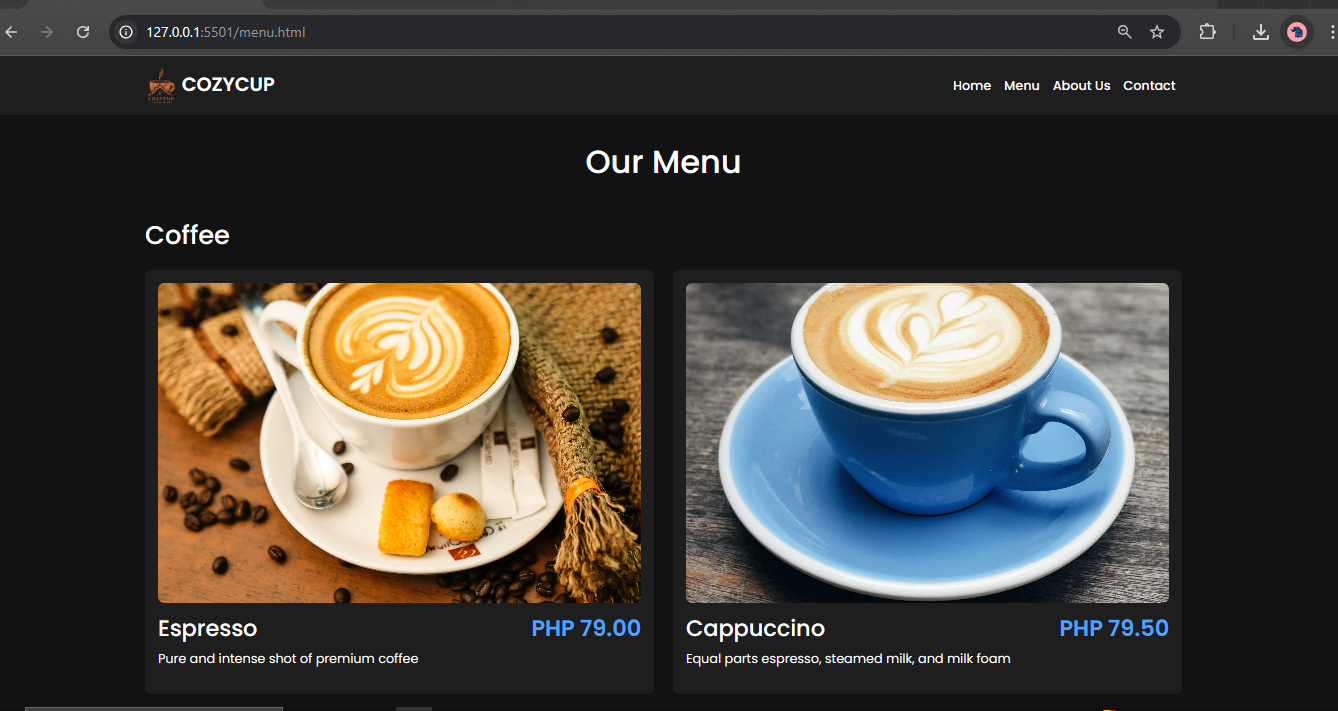 127.0.0.1:5501/menu.html
COZYCUP
COZYCUP
Home Menu About Us Contact
Our Menu
Coffee
Espresso PHP 79.00
Pure and intense shot of premium coffee
Cappuccino PHP 79.50
Equal parts espresso, steamed milk, and milk foam